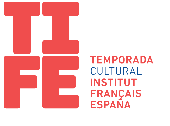 TI
FE
TEMPORADA
CULTURAL
INSTITUT
FRANÇAIS
ESPAÑA